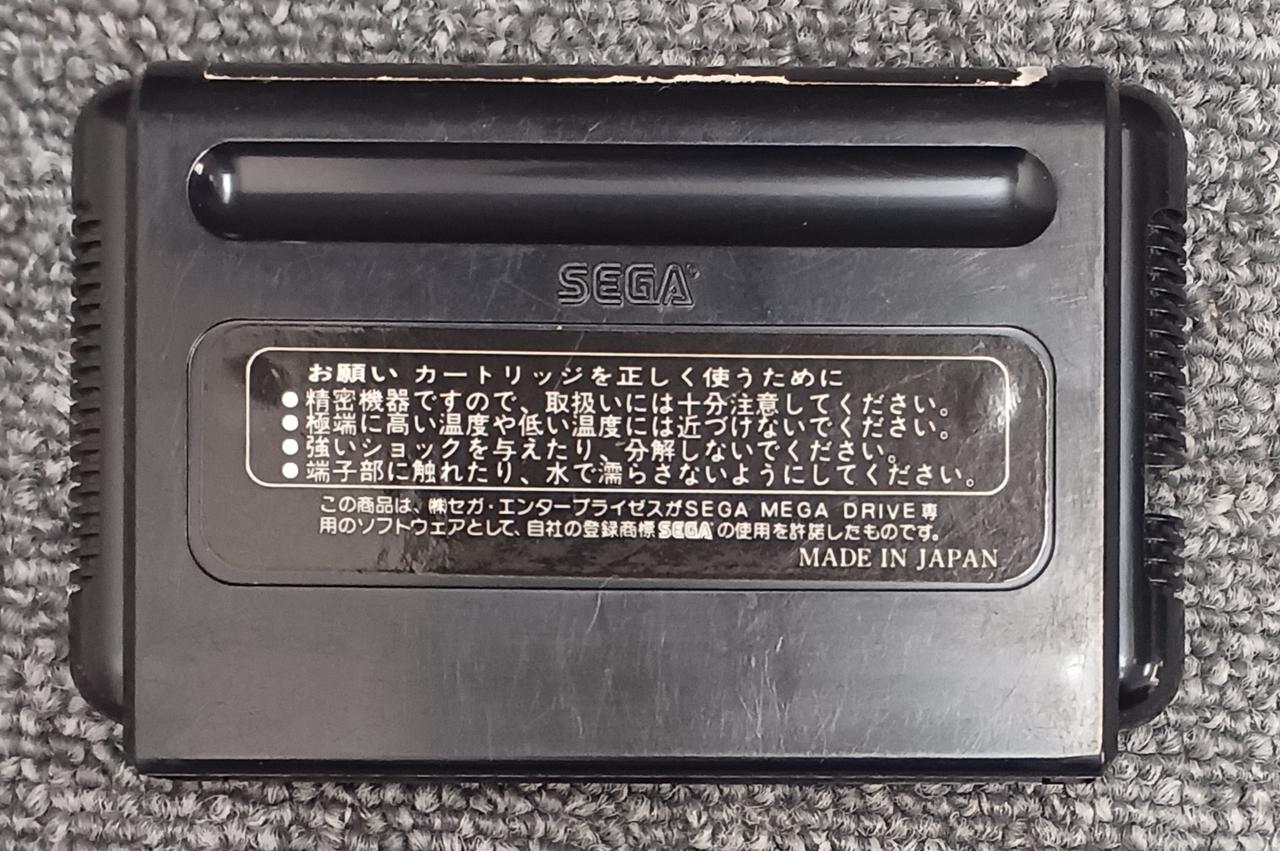 SEGA
お願い カートリッジを正しく使うために
●精密機器ですので、取扱いには十分注意してください。
●極端に高い温度や低い温度には近づけないでください。
●強いショックを与えたり、分解しないでください。
●端子部に触れたり、水で濡らさないようにしてください。
この商品は、㈱セガ・エンタープライゼスがSEGA MEGA DRIVE専
用のソフトウェアとして、自社の登録商標SEGAの使用を許諾したものです。
MADE IN JAPAN